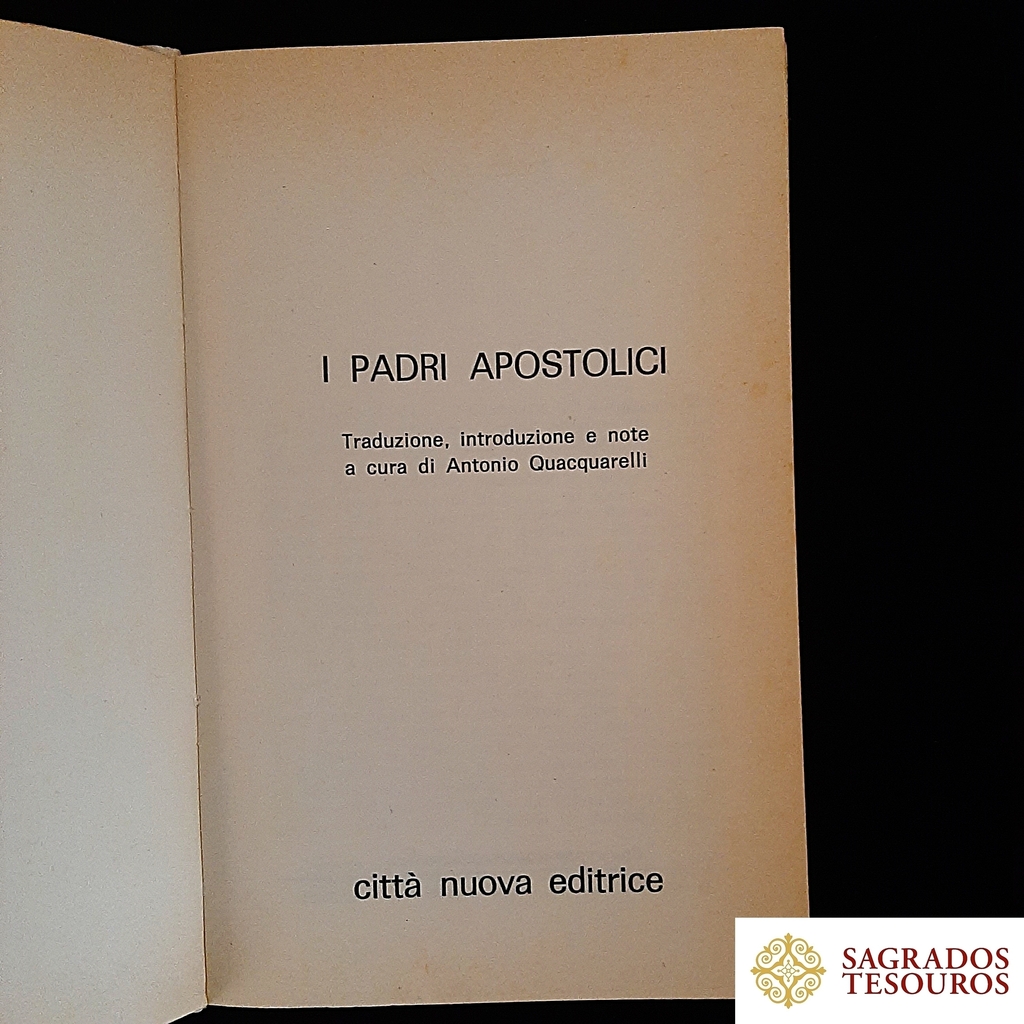 I PADRI APOSTOLICI
Traduzione, introduzione e note
a cura di Antonio Quacquarelli
città nuova editrice
SAGRADOS
TESOUROS